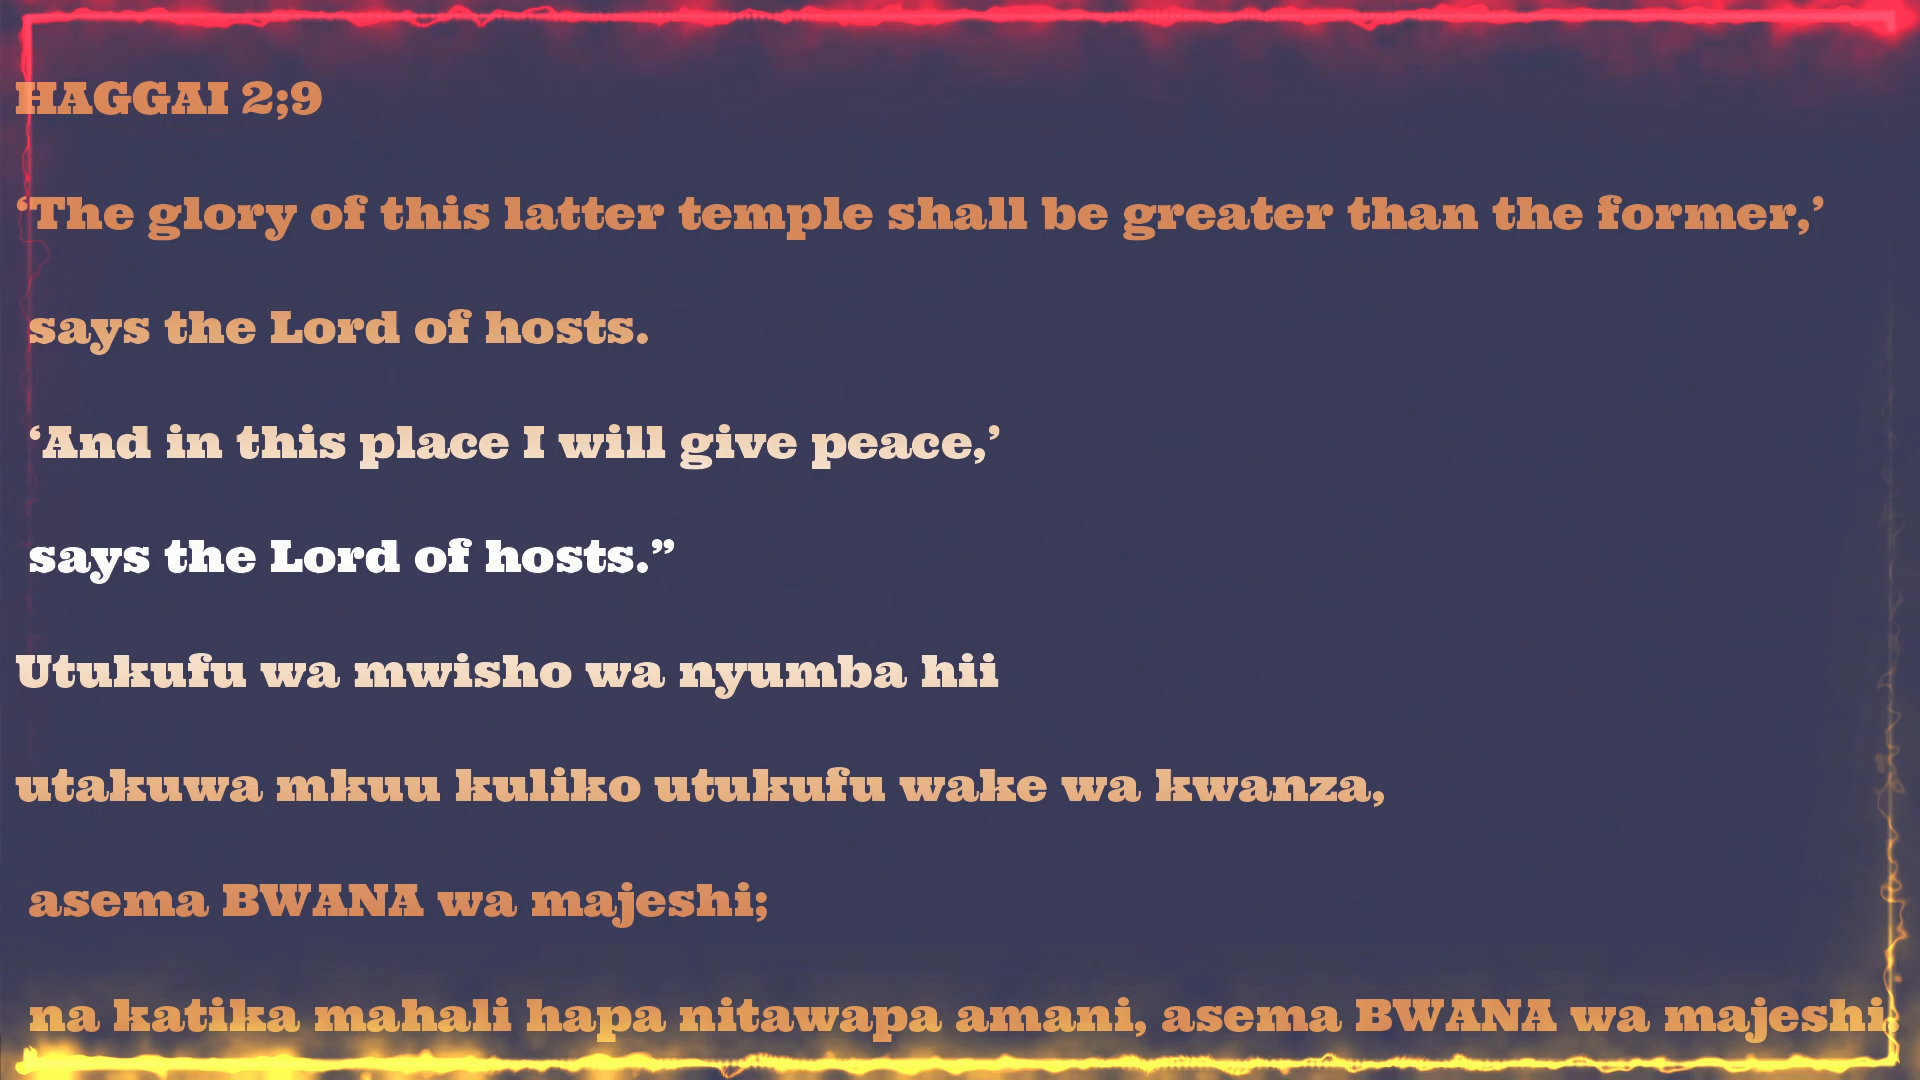 HAGGAI 2;9
‘The glory of this latter temple shall be greater than the former,’
says the Lord of hosts.
‘And in this place I will give peace,’
says the Lord of hosts.”
Utukufu wa mwisho wa nyumba hii
utakuwa mkuu kuliko utukufu wake wa kwanza,
asema BWANA wa majeshi;
na katika mahali hapa nitawapa amani, asema BWANA wa majeshi.